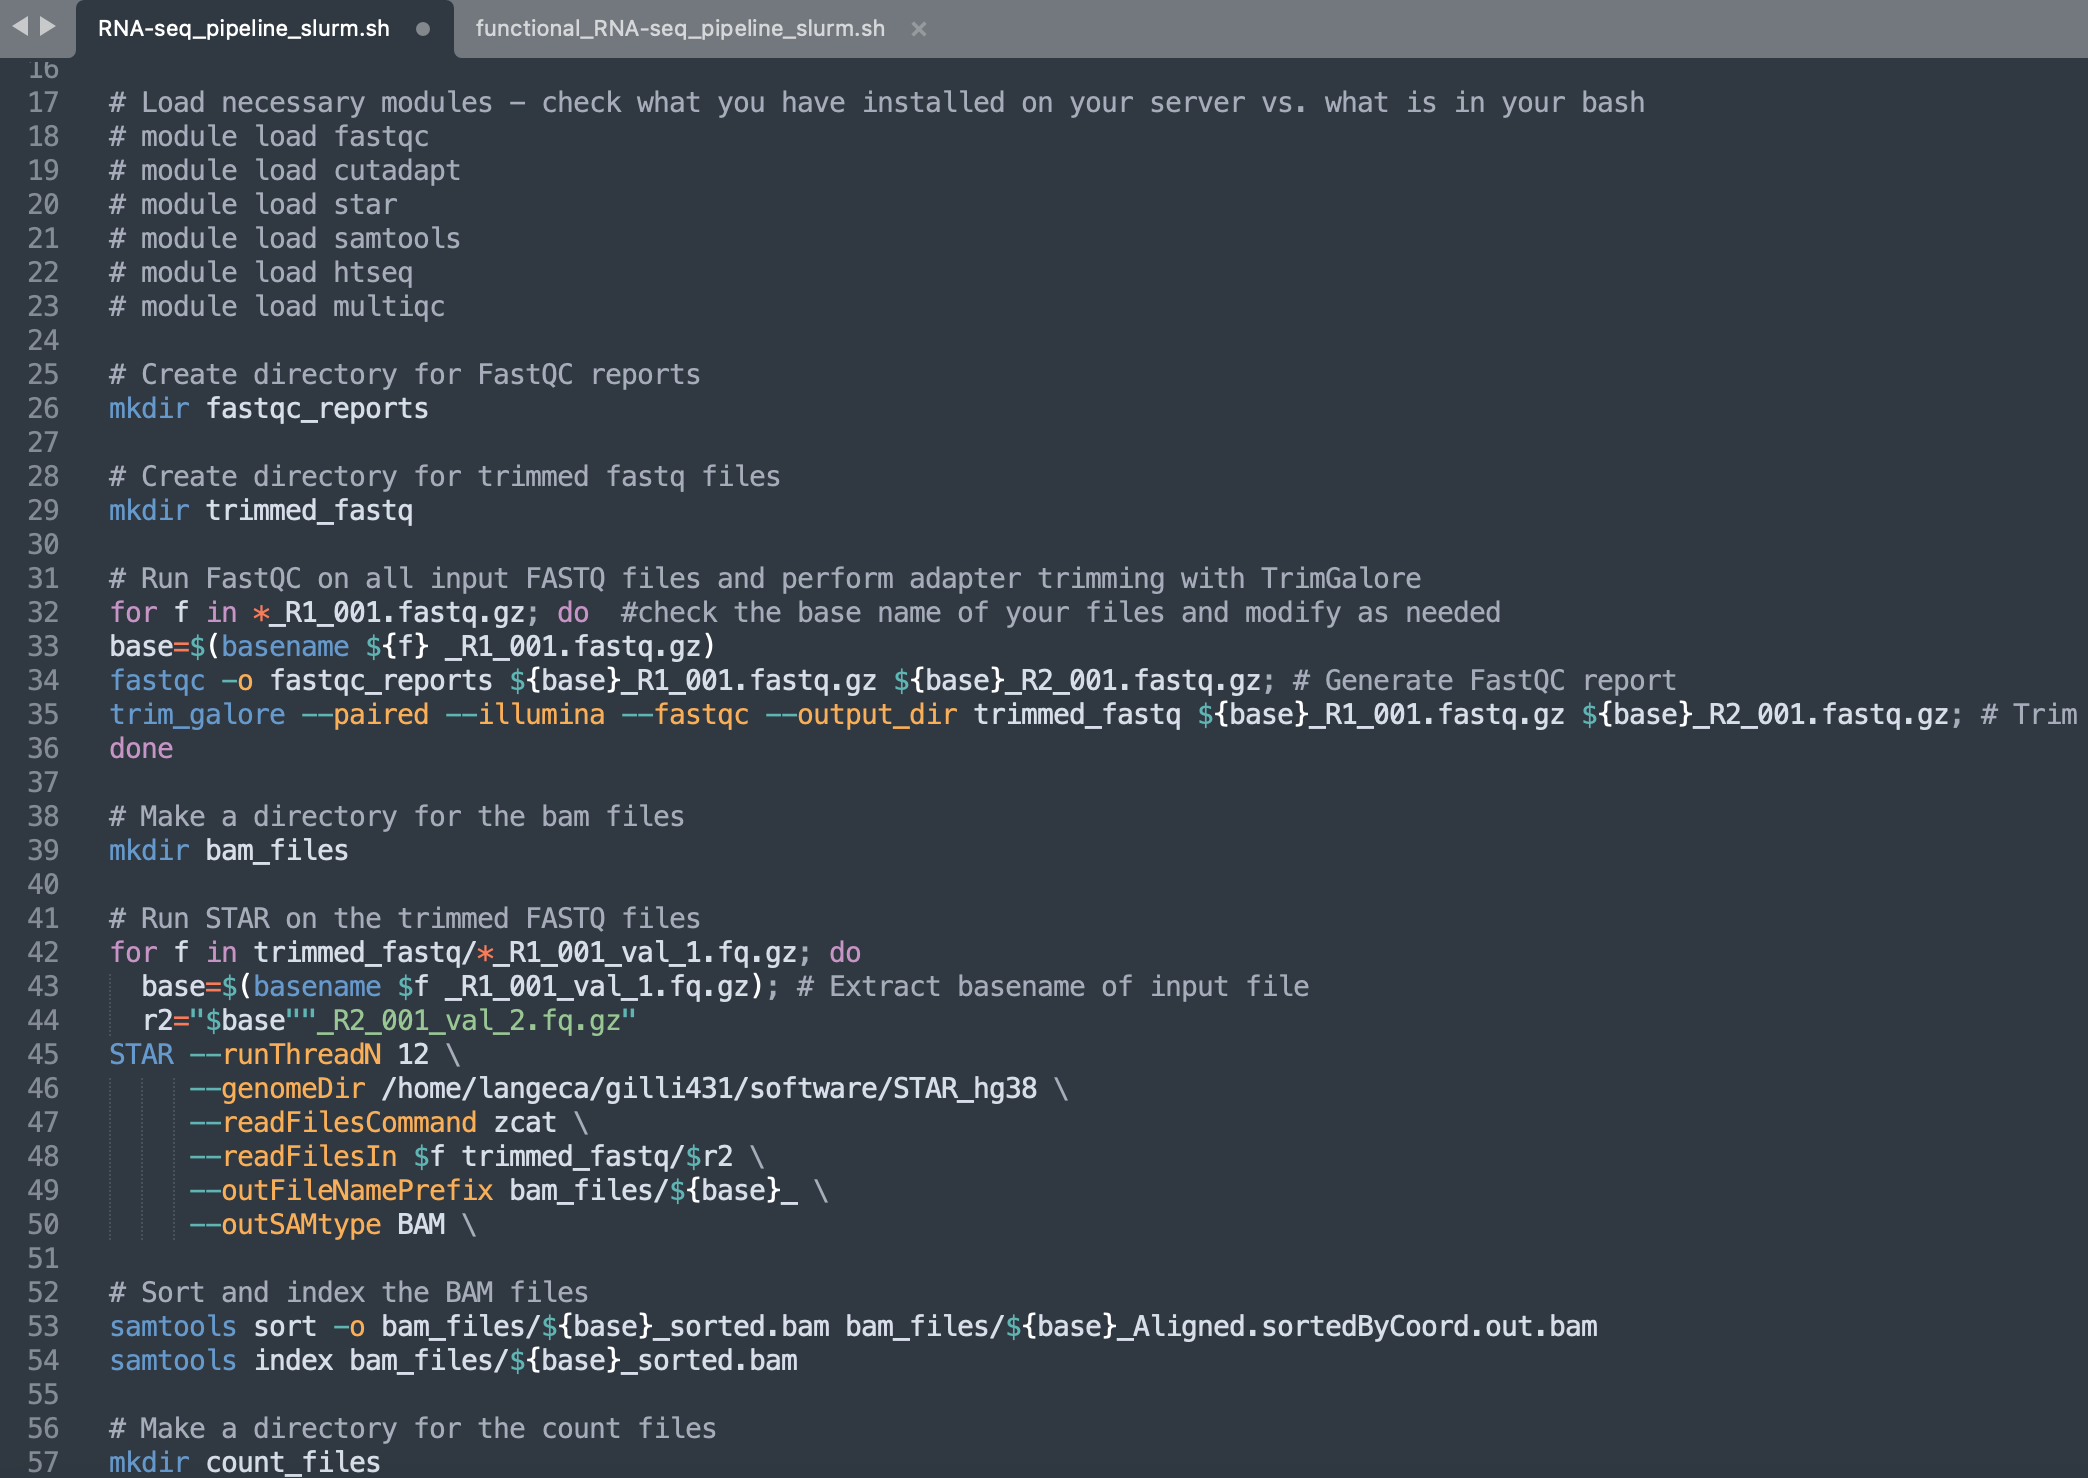 RNA-seq_pipeline_slurm.sh functional_RNA-seq_pipeline_slurm.sh ×
16
17 # Load necessary modules – check what you have installed on your server vs. what is in your bash
18 # module load fastqc
19 # module load cutadapt
20 # module load star
21 # module load samtools
22 # module load htseq
23 # module load multiqc
24
25 # Create directory for FastQC reports
26 mkdir fastqc_reports
27
28 # Create directory for trimmed fastq files
29 mkdir trimmed_fastq
30
31 # Run FastQC on all input FASTQ files and perform adapter trimming with TrimGalore
32 for f in *_R1_001.fastq.gz; do  #check the base name of your files and modify as needed
33 base=$(basename ${f} _R1_001.fastq.gz)
34 fastqc -o fastqc_reports ${base}_R1_001.fastq.gz ${base}_R2_001.fastq.gz; # Generate FastQC report
35 trim_galore --paired --illumina --fastqc --output_dir trimmed_fastq ${base}_R1_001.fastq.gz ${base}_R2_001.fastq.gz; # Trim
36 done
37
38 # Make a directory for the bam files
39 mkdir bam_files
40
41 # Run STAR on the trimmed FASTQ files
42 for f in trimmed_fastq/*_R1_001_val_1.fq.gz; do
43   base=$(basename $f _R1_001_val_1.fq.gz); # Extract basename of input file
44   r2="$base""_R2_001_val_2.fq.gz"
45 STAR --runThreadN 12 \
46      --genomeDir /home/langeca/gilli431/software/STAR_hg38 \
47      --readFilesCommand zcat \
48      --readFilesIn $f trimmed_fastq/$r2 \
49      --outFileNamePrefix bam_files/${base}_ \
50      --outSAMtype BAM \
51
52 # Sort and index the BAM files
53 samtools sort -o bam_files/${base}_sorted.bam bam_files/${base}_Aligned.sortedByCoord.out.bam
54 samtools index bam_files/${base}_sorted.bam
55
56 # Make a directory for the count files
57 mkdir count_files